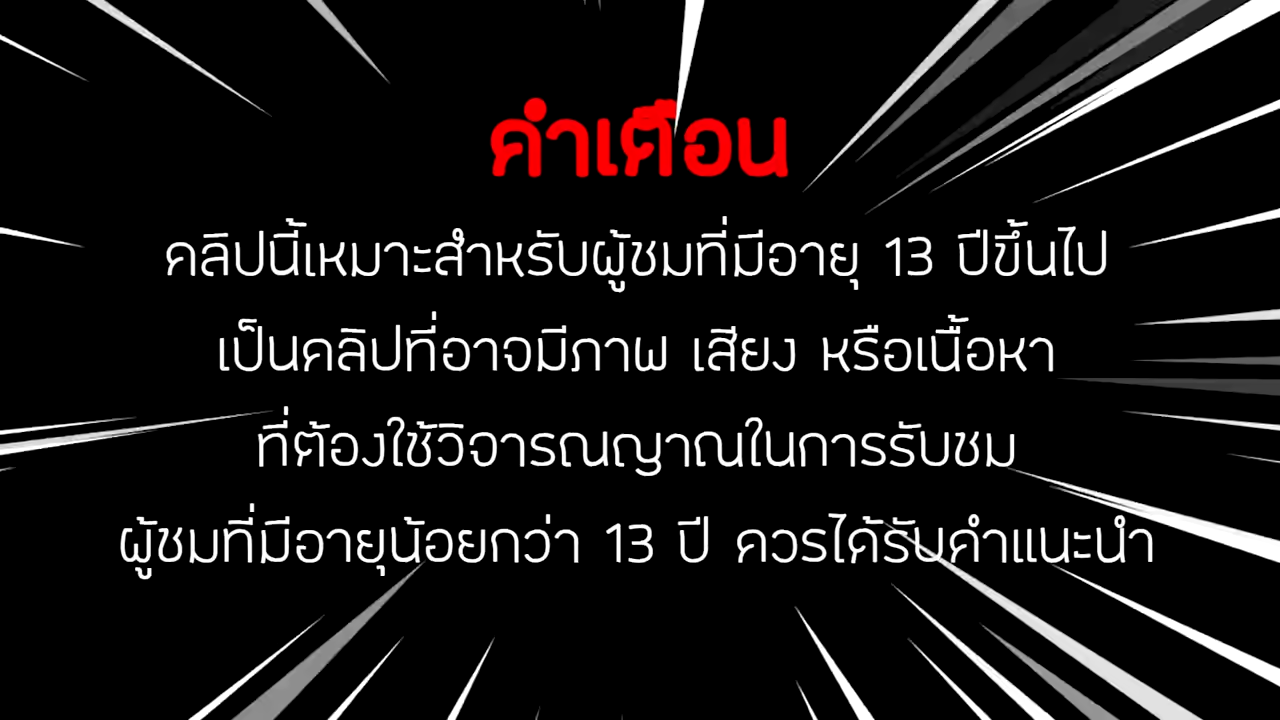 คำเตือน
คลิปนี้เหมาะสำหรับผู้ชมที่มีอายุ 13 ปีขึ้นไป
เป็นคลิปที่อาจมีภาพ เสียง หรือเนื้อหา
ที่ต้องใช้วิจารณญาณในการรับชม
ผู้ชมที่มีอายุน้อยกว่า 13 ปี ควรได้รับคำแนะนำ